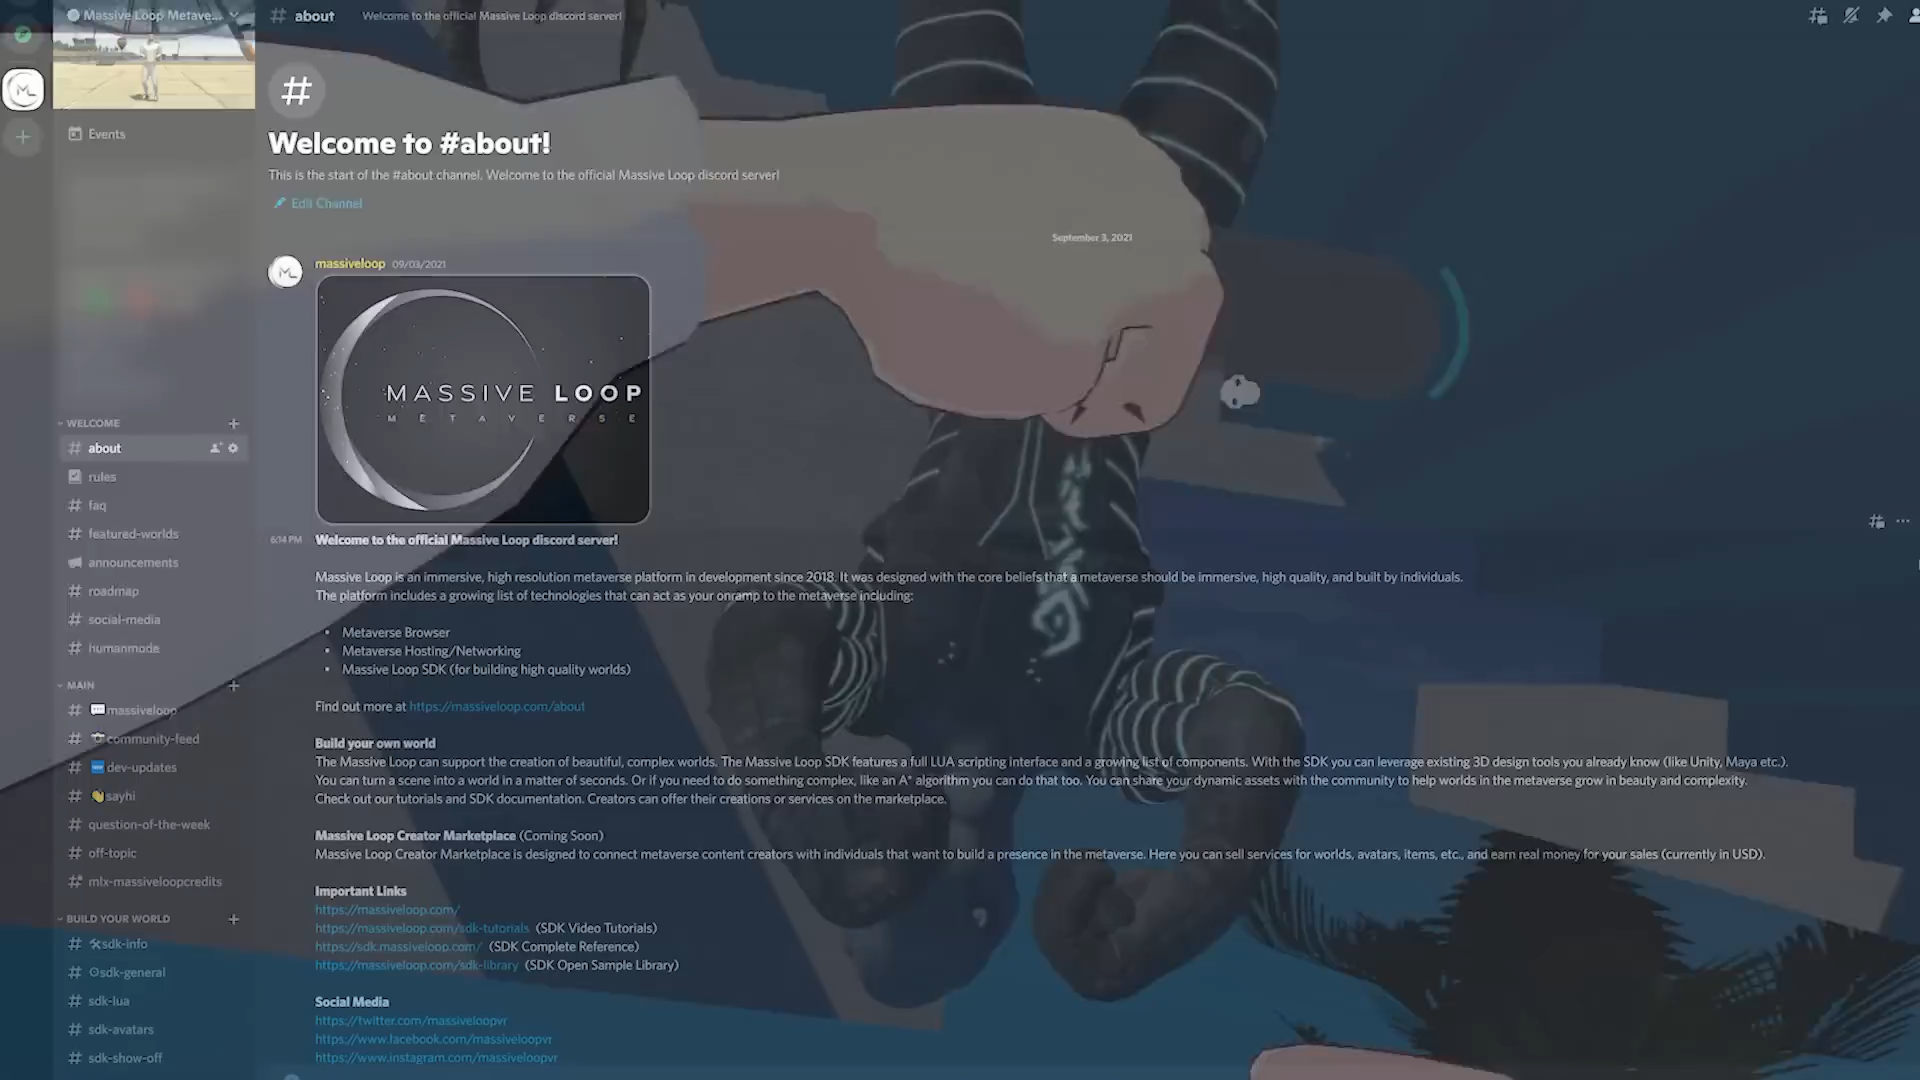 Massive Loop Metave...
# about
Welcome to the official Massive Loop discord server!
ML
Events
#
Welcome to #about!
This is the start of the #about channel. Welcome to the official Massive Loop discord server!
Edit Channel
September 3, 2021
ML
massiveloop 09/03/2021
MASSIVE LOOP
METAVERSE
WELCOME
# about
rules
# faq
# featured-worlds
announcements
# roadmap
# social-media
# humanmode
MAIN
# 💬massiveloop
# community-feed
# dev-updates
# 👋sayhi
# question-of-the-week
# off-topic
# mlx-massiveloopcredits
BUILD YOUR WORLD
# 🛠sdk-info
# ⚙sdk-general
# sdk-lua
# sdk-avatars
# sdk-show-off
6:14 PM
Welcome to the official Massive Loop discord server!
Massive Loop is an immersive, high resolution metaverse platform in development since 2018. It was designed with the core beliefs that a metaverse should be immersive, high quality, and built by individuals.
The platform includes a growing list of technologies that can act as your onramp to the metaverse including:
• Metaverse Browser
• Metaverse Hosting/Networking
• Massive Loop SDK (for building high quality worlds)
Find out more at https://massiveloop.com/about
Build your own world
The Massive Loop can support the creation of beautiful, complex worlds. The Massive Loop SDK features a full LUA scripting interface and a growing list of components. With the SDK you can leverage existing 3D design tools you already know (like Unity, Maya etc.).
You can turn a scene into a world in a matter of seconds. Or if you need to do something complex, like an A* algorithm you can do that too. You can share your dynamic assets with the community to help worlds in the metaverse grow in beauty and complexity.
Check out our tutorials and SDK documentation. Creators can offer their creations or services on the marketplace.
Massive Loop Creator Marketplace (Coming Soon)
Massive Loop Creator Marketplace is designed to connect metaverse content creators with individuals that want to build a presence in the metaverse. Here you can sell services for worlds, avatars, items, etc., and earn real money for your sales (currently in USD).
Important Links
https://massiveloop.com/
https://massiveloop.com/sdk-tutorials (SDK Video Tutorials)
https://sdk.massiveloop.com/ (SDK Complete Reference)
https://massiveloop.com/sdk-library (SDK Open Sample Library)
Social Media
https://twitter.com/massiveloopvr
https://www.facebook.com/massiveloopvr
https://www.instagram.com/massiveloopvr